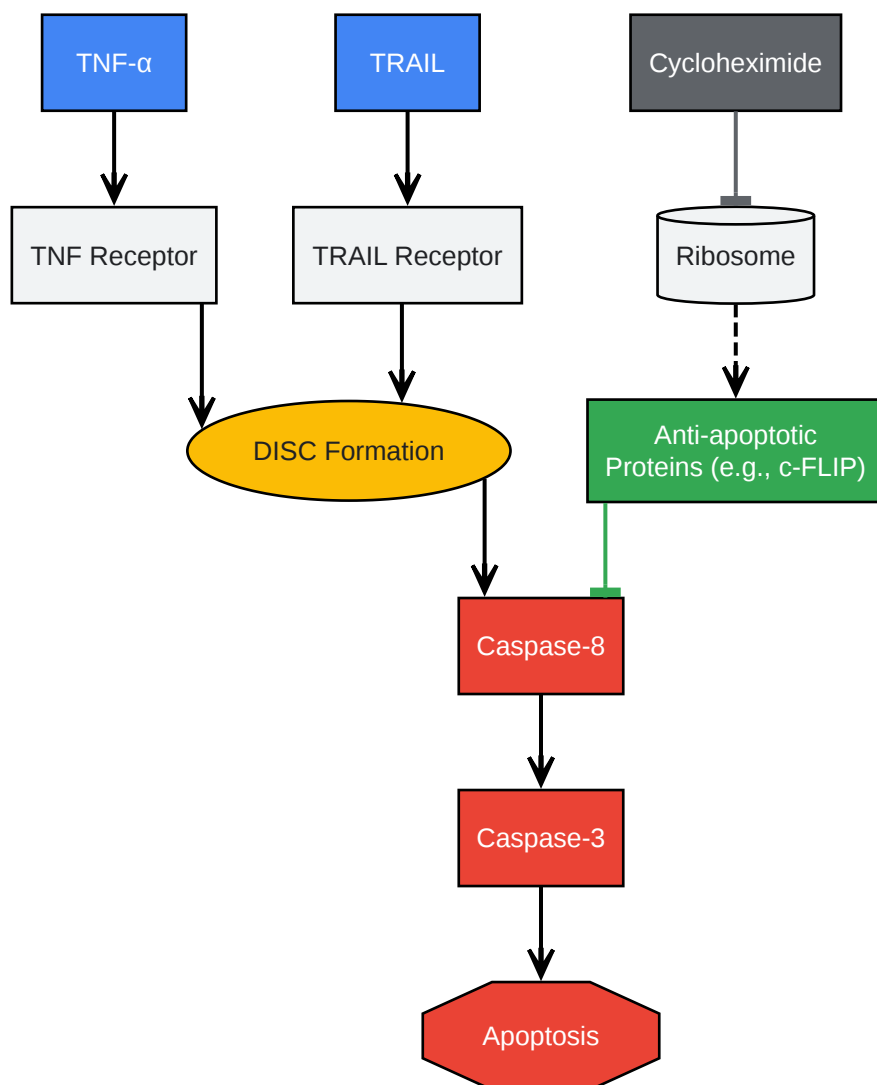 TNF-α
TRAIL
Cycloheximide
TNF Receptor
TRAIL Receptor
Ribosome
DISC Formation
Anti-apoptotic
Proteins (e.g., c-FLIP)
Caspase-8
Caspase-3
Apoptosis